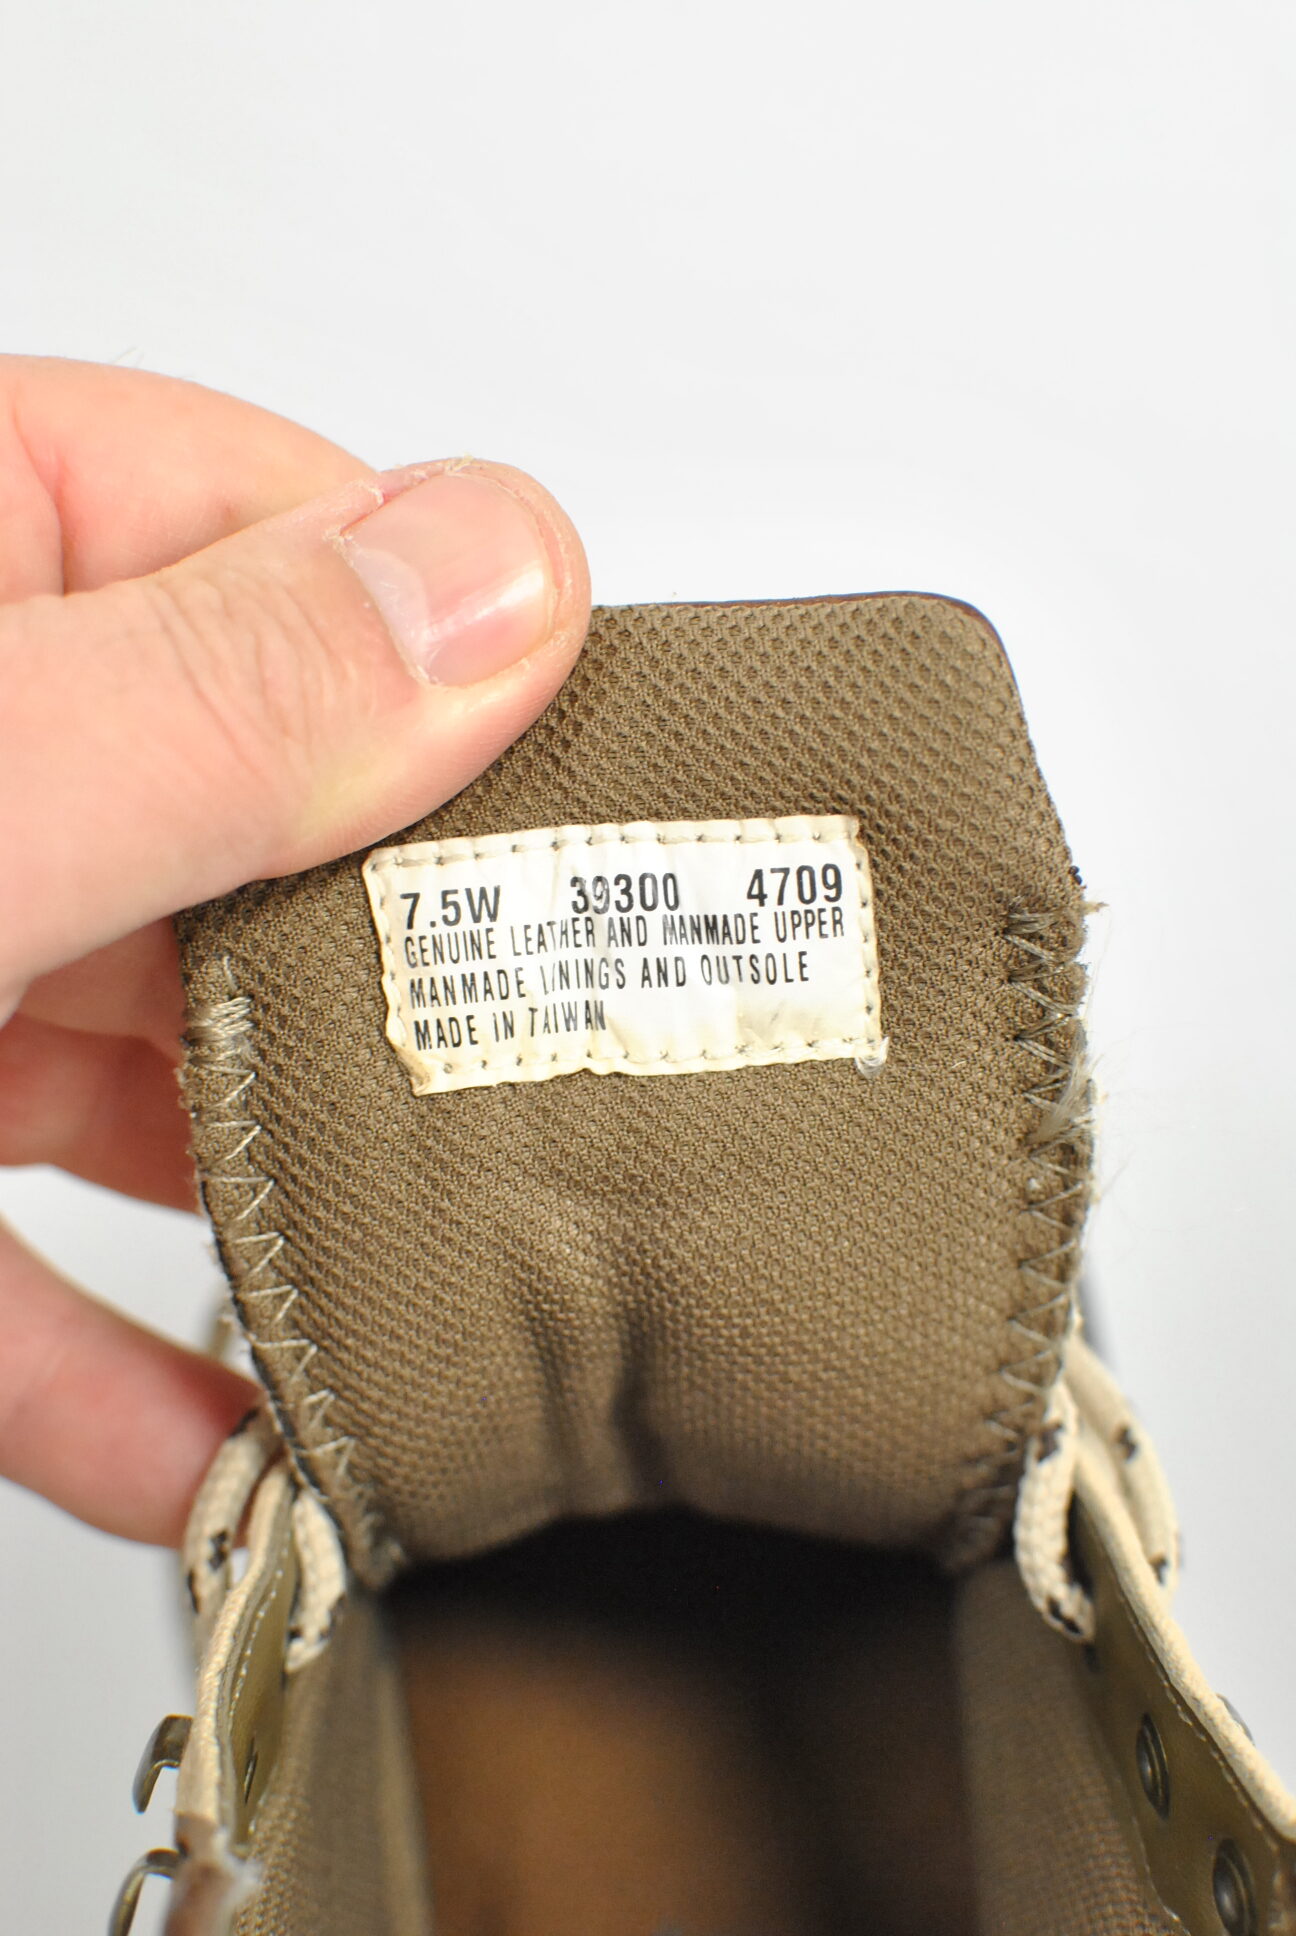 7.5W 39300 4709
GENUINE LEATHER AND MANMADE UPPER
MANMADE LININGS AND OUTSOLE
MADE IN TAIWAN